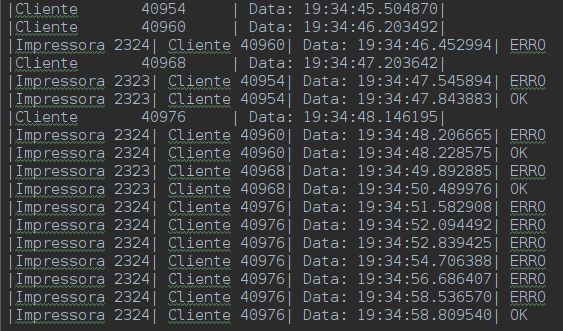 |Cliente        40954      | Data: 19:34:45.504870|
|Cliente        40960      | Data: 19:34:46.203492|
|Impressora 2324| Cliente 40960| Data: 19:34:46.452994| ERRO
|Cliente        40968      | Data: 19:34:47.203642|
|Impressora 2323| Cliente 40954| Data: 19:34:47.545894| ERRO
|Impressora 2323| Cliente 40954| Data: 19:34:47.843883| OK
|Cliente        40976      | Data: 19:34:48.146195|
|Impressora 2324| Cliente 40960| Data: 19:34:48.206665| ERRO
|Impressora 2324| Cliente 40960| Data: 19:34:48.228575| OK
|Impressora 2323| Cliente 40968| Data: 19:34:49.892885| ERRO
|Impressora 2323| Cliente 40968| Data: 19:34:50.489976| OK
|Impressora 2324| Cliente 40976| Data: 19:34:51.582908| ERRO
|Impressora 2324| Cliente 40976| Data: 19:34:52.094492| ERRO
|Impressora 2324| Cliente 40976| Data: 19:34:52.839425| ERRO
|Impressora 2324| Cliente 40976| Data: 19:34:54.706388| ERRO
|Impressora 2324| Cliente 40976| Data: 19:34:56.686407| ERRO
|Impressora 2324| Cliente 40976| Data: 19:34:58.536570| ERRO
|Impressora 2324| Cliente 40976| Data: 19:34:58.809540| OK